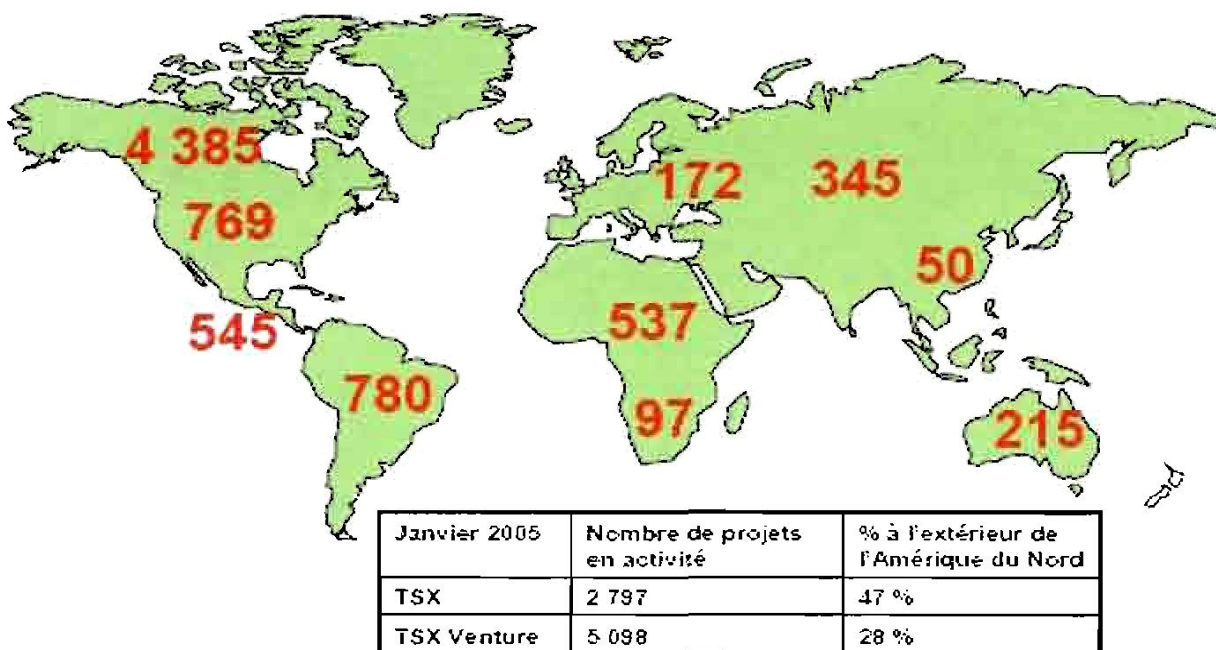 4 385
172
345
769
50
545
537
780
97
215
Janvier 2005
Nombre de projets
en activité
% à l'extérieur de
l'Amérique du Nord
TSX
2 797
47 %
TSX Venture
5 098
28 %